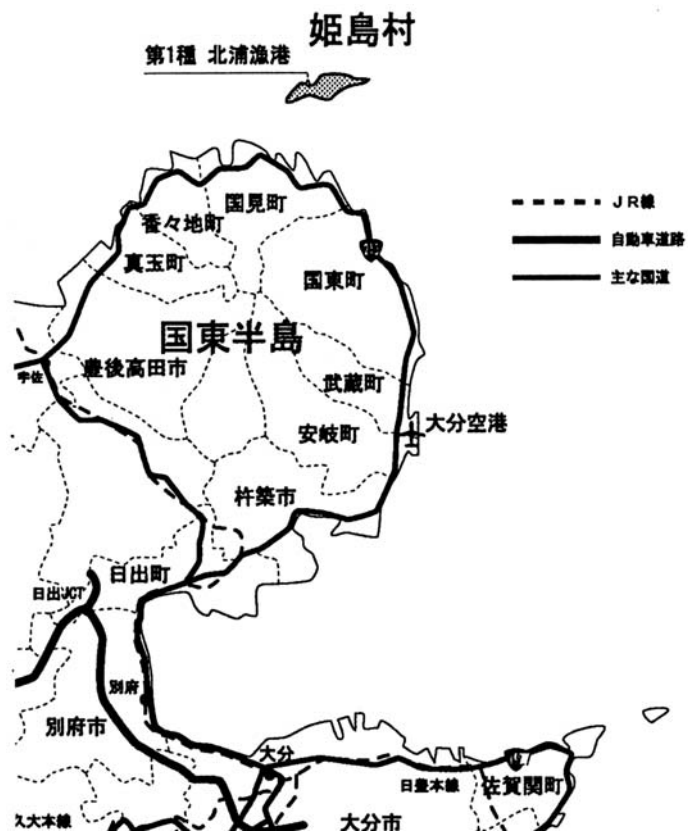 姫島村
第1種 北浦漁港
国見町
香々地町
真玉町
国東町
JR線
自動車道路
主な国道
国東半島
宇佐
豊後高田市
武蔵町
安岐町
大分空港
杵築市
日出町
日出JCT
別府
別府市
大分
日豊本線
佐賀関町
久大本線
大分市